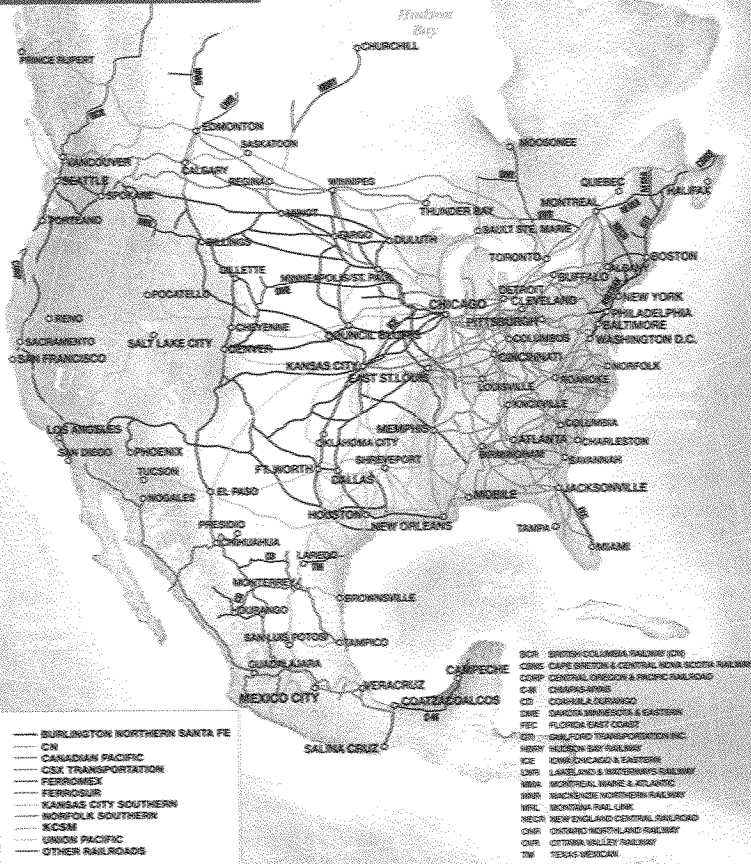 Hudson
Bay
CHURCHILL
PRINCE RUPERT
EDMONTON
SASKATOON
MOOSONEE
VANCOUVER
CALGARY
REGINA
WINNIPEG
QUEBEC
HALIFAX
SEATTLE
SPOKANE
MONTREAL
MINOT
THUNDER BAY
PORTLAND
FARGO
DULUTH
SAULT STE. MARIE
BILLINGS
TORONTO
BOSTON
ALBANY
GILLETTE
MINNEAPOLIS/ST. PAUL
BUFFALO
DETROIT
POCATELLO
CHICAGO
CLEVELAND
NEW YORK
RENO
PITTSBURGH
PHILADELPHIA
CHEYENNE
BALTIMORE
SACRAMENTO
SALT LAKE CITY
COUNCIL BLUFFS
COLUMBUS
WASHINGTON D.C.
SAN FRANCISCO
DENVER
CINCINNATI
KANSAS CITY
NORFOLK
EAST ST. LOUIS
LOUISVILLE
ROANOKE
KNOXVILLE
LOS ANGELES
MEMPHIS
COLUMBIA
OKLAHOMA CITY
ATLANTA
CHARLESTON
SAN DIEGO
PHOENIX
SHREVEPORT
BIRMINGHAM
SAVANNAH
TUCSON
FT. WORTH
DALLAS
NOGALES
EL PASO
MOBILE
JACKSONVILLE
HOUSTON
NEW ORLEANS
TAMPA
PRESIDIO
CHIHUAHUA
MIAMI
LAREDO
TM
MONTERREY
BROWNSVILLE
DURANGO
SAN LUIS POTOSI
TAMPICO
GUADALAJARA
CAMPECHE
MEXICO CITY
VERACRUZ
COATZACOALCOS
C-M
SALINA CRUZ
BURLINGTON NORTHERN SANTA FE
CN
CANADIAN PACIFIC
CSX TRANSPORTATION
FERROMEX
FERROSUR
KANSAS CITY SOUTHERN
NORFOLK SOUTHERN
KCSM
UNION PACIFIC
OTHER RAILROADS
BCR BRITISH COLUMBIA RAILWAY (CN)
CBNS CAPE BRETON & CENTRAL NOVA SCOTIA RAILWAY
CORP CENTRAL OREGON & PACIFIC RAILROAD
C-M CHIAPAS-MAYAB
CD COAHUILA DURANGO
DME DAKOTA MINNESOTA & EASTERN
FEC FLORIDA EAST COAST
GTI GUILFORD TRANSPORTATION INC.
HBRY HUDSON BAY RAILWAY
ICE IOWA CHICAGO & EASTERN
LWR LAKELAND & WATERWAYS RAILWAY
MMA MONTREAL MAINE & ATLANTIC
MNR MACKENZIE NORTHERN RAILWAY
MRL MONTANA RAIL LINK
NECR NEW ENGLAND CENTRAL RAILROAD
ONR ONTARIO NORTHLAND RAILWAY
OVR OTTAWA VALLEY RAILWAY
TM TEXAS MEXICAN